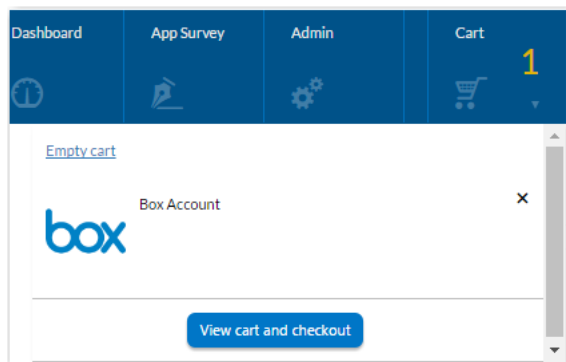 Dashboard App Survey Admin Cart
1
Empty cart
Box Account
box
View cart and checkout